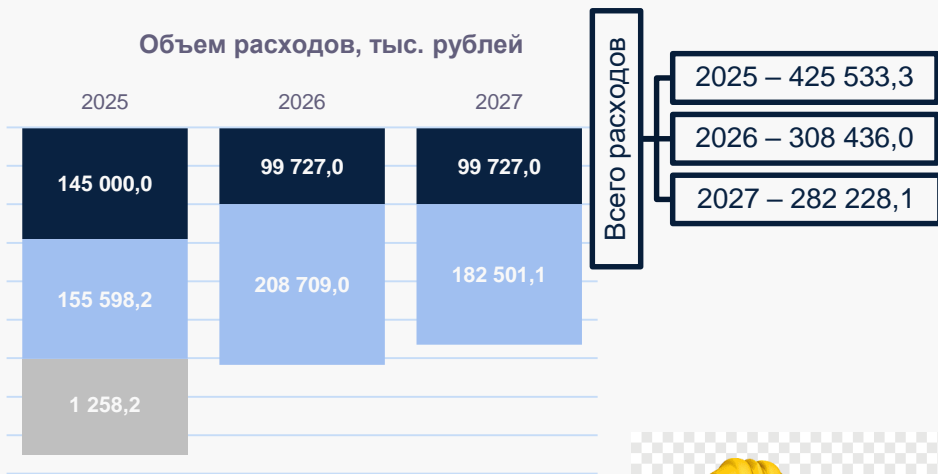 Объем расходов, тыс. рублей
2025 2026 2027
145 000,0 99 727,0 99 727,0
155 598,2 208 709,0 182 501,1
1 258,2
Всего расходов
2025 – 425 533,3
2026 – 308 436,0
2027 – 282 228,1